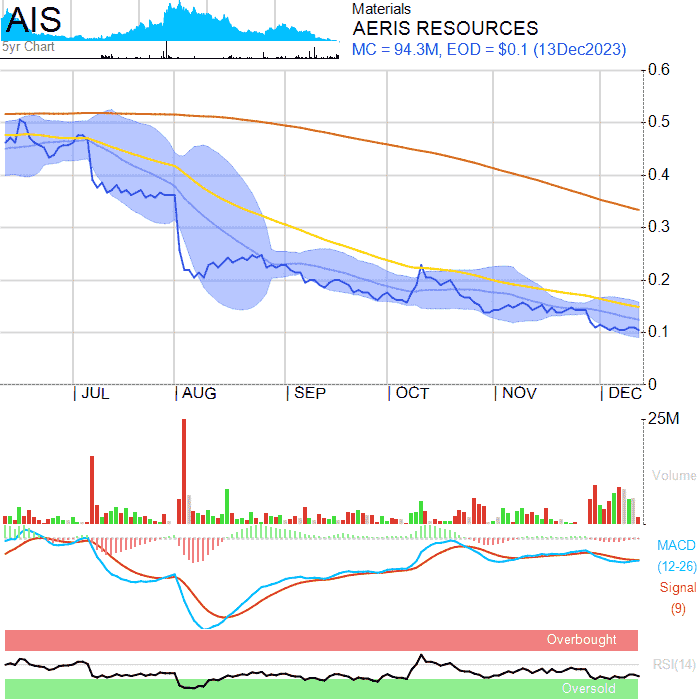 AIS
5yr Chart
Materials
AERIS RESOURCES
MC = 94.3M, EOD = $0.1 (13Dec2023)
0.6
0.5
0.4
0.3
0.2
0.1
0
JUL
AUG
SEP
OCT
NOV
DEC
25M
Volume
MACD
(12-26)
Signal
(9)
Overbought
RSI(14)
Oversold